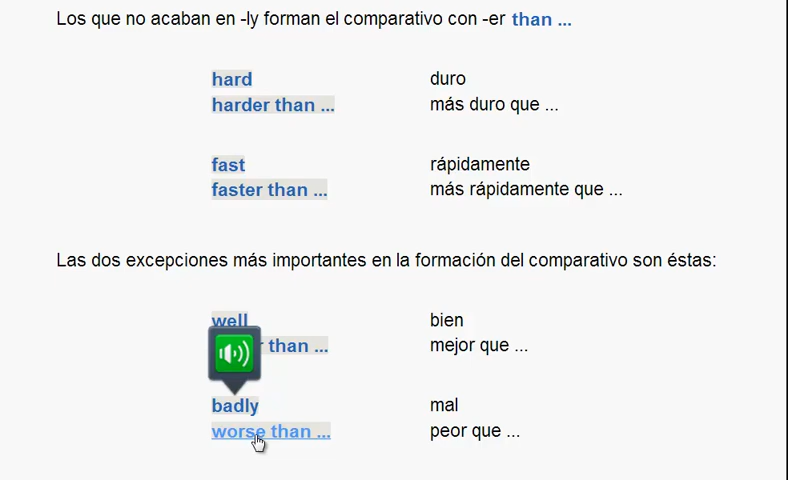 Los que no acaban en -ly forman el comparativo con -er than ...
hard duro
harder than ... más duro que ...
fast rápidamente
faster than ... más rápidamente que ...
Las dos excepciones más importantes en la formación del comparativo son éstas:
well bien
than ... mejor que ...
badly mal
worse than ... peor que ...